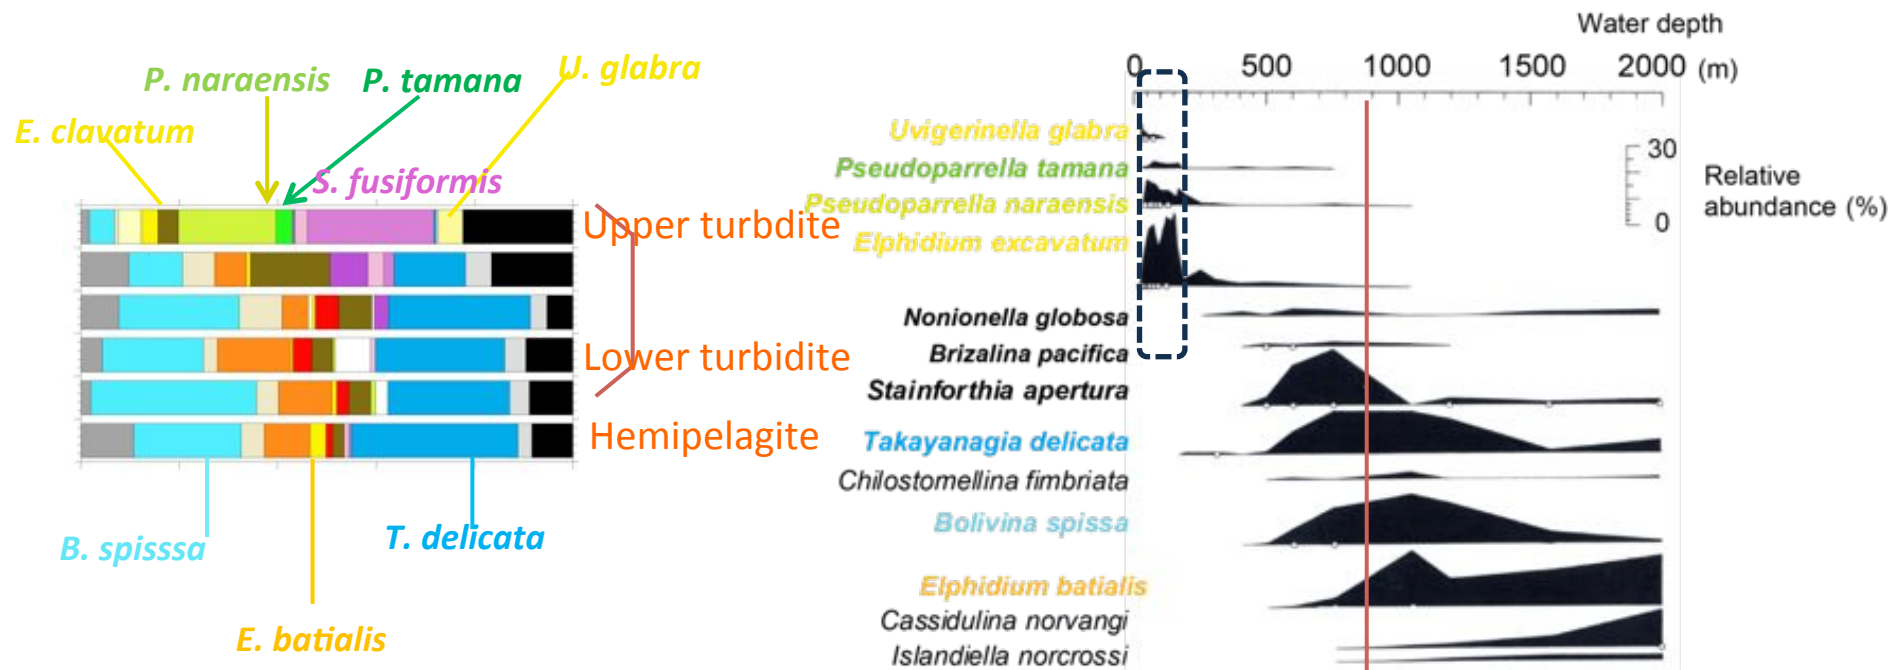 P. naraensis
P. tamana
U. glabra
E. clavatum
S. fusiformis
Upper turbdite
Lower turbidite
Hemipelagite
B. spisssa
T. delicata
E. batialis
Water depth
0 500 1000 1500 2000 (m)
Uvigerinella glabra
Pseudoparrella tamana
Pseudoparrella naraensis
Elphidium excavatum
Nonionella globosa
Brizalina pacifica
Stainforthia apertura
Takayanagia delicata
Chilostomellina fimbriata
Bolivina spissa
Elphidium batialis
Cassidulina norvangi
Islandiella norcrossi
30
0
Relative
abundance (%)